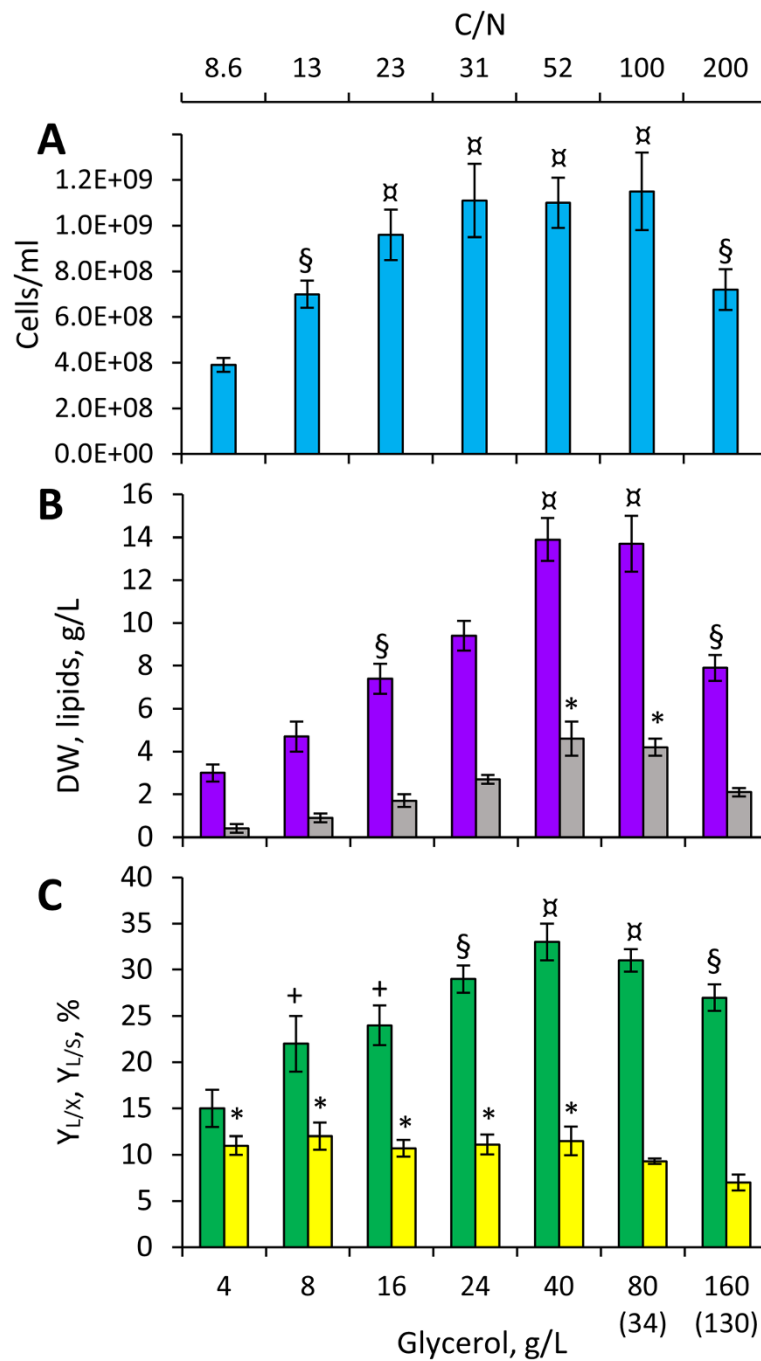 C/N
8.6 13 23 31 52 100 200
A
Cells/ml
1.2E+09
1.0E+09
8.0E+08
6.0E+08
4.0E+08
2.0E+08
0.0E+00
§ ¤ ¤ ¤ ¤ §
B
DW, lipids, g/L
16
14
12
10
8
6
4
2
0
§ ¤ ¤ §
* *
C
Y L/X, Y L/S, %
40
35
30
25
20
15
10
5
0
+ + § ¤ ¤ §
* * * * *
4 8 16 24 40 80 160
(34) (130)
Glycerol, g/L